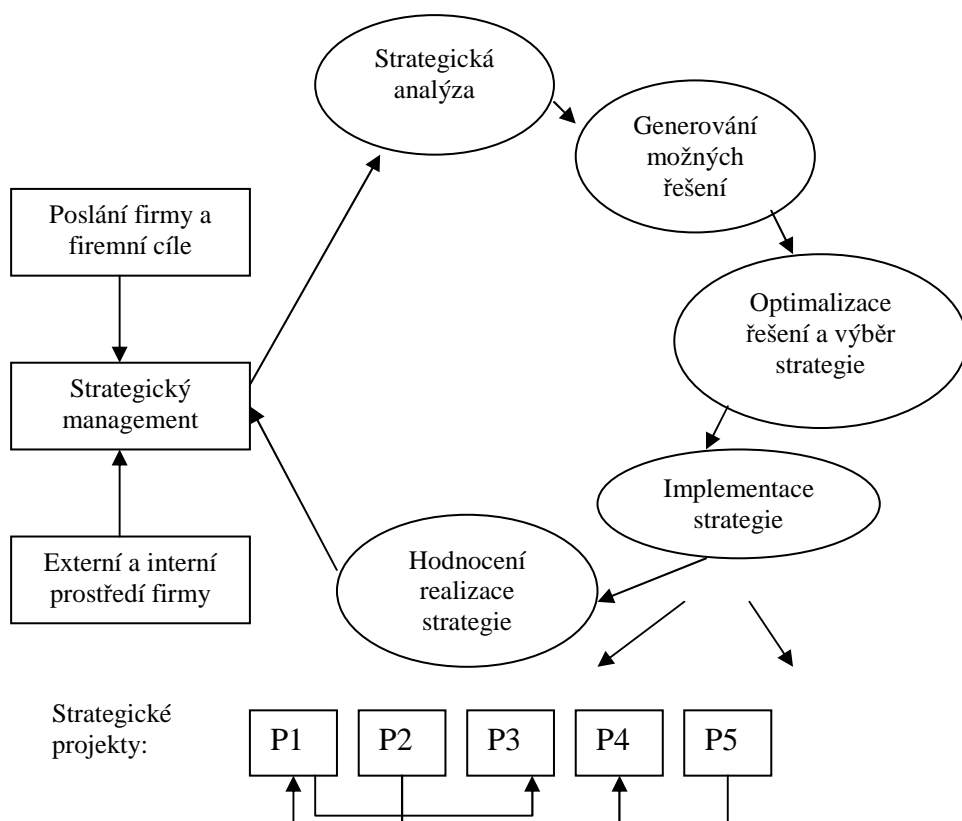 Strategická
analýza
Generování
možných
řešení
Poslání firmy a
firemní cíle
Optimalizace
řešení a výběr
strategie
Strategický
management
Implementace
strategie
Externí a interní
prostředí firmy
Hodnocení
realizace
strategie
Strategické
projekty:
P1
P2
P3
P4
P5